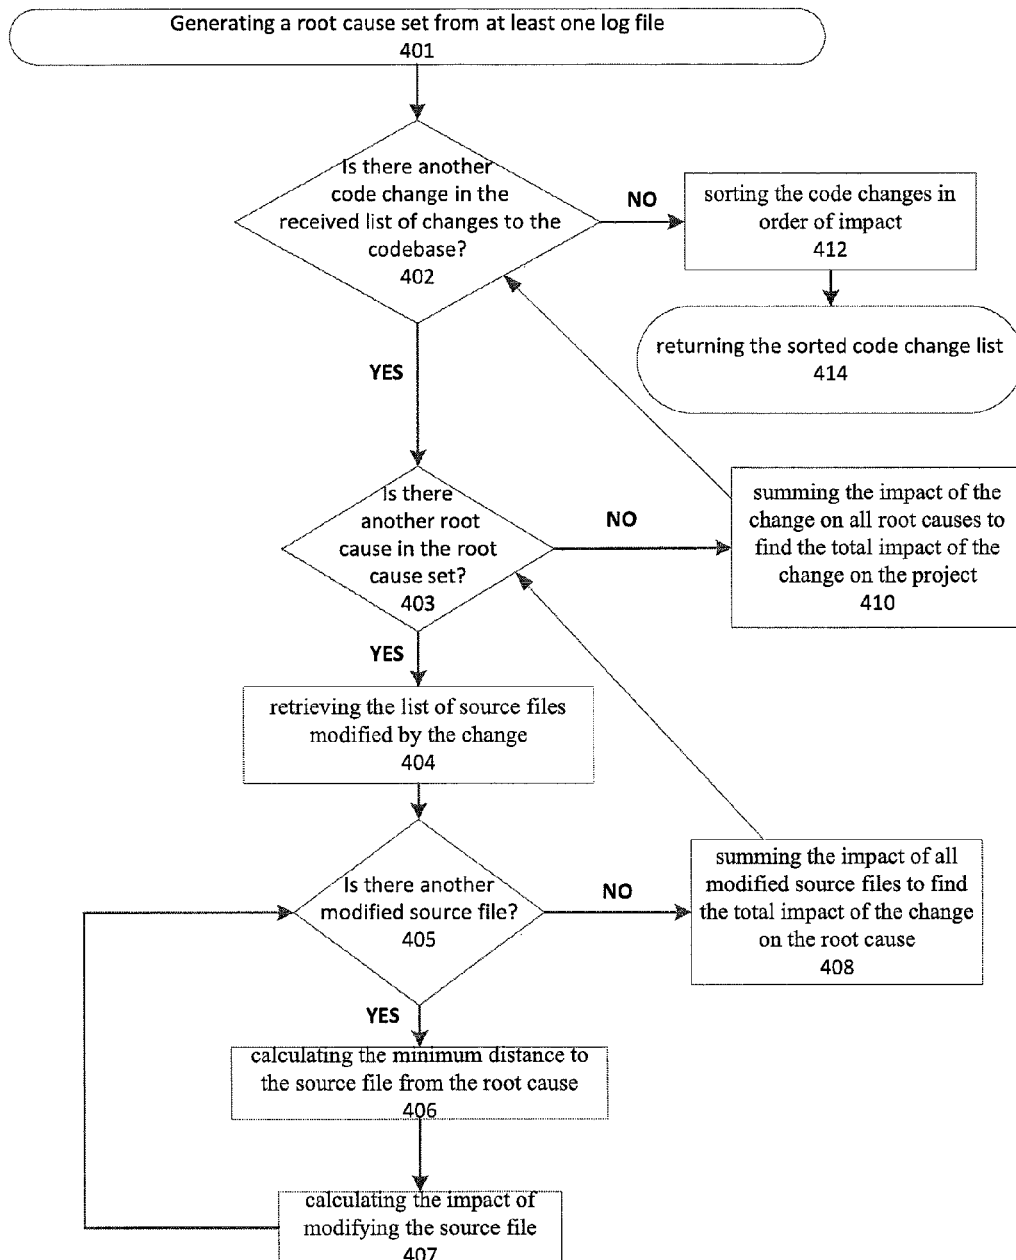 Generating a root cause set from at least one log file
401
Is there another
code change in the
received list of changes to the
codebase?
402
NO
sorting the code changes in
order of impact
412
returning the sorted code change list
414
YES
Is there
another root
cause in the root
cause set?
403
NO
summing the impact of the
change on all root causes to
find the total impact of the
change on the project
410
YES
retrieving the list of source files
modified by the change
404
Is there another
modified source file?
405
NO
summing the impact of all
modified source files to find
the total impact of the change
on the root cause
408
YES
calculating the minimum distance to
the source file from the root cause
406
calculating the impact of
modifying the source file
407